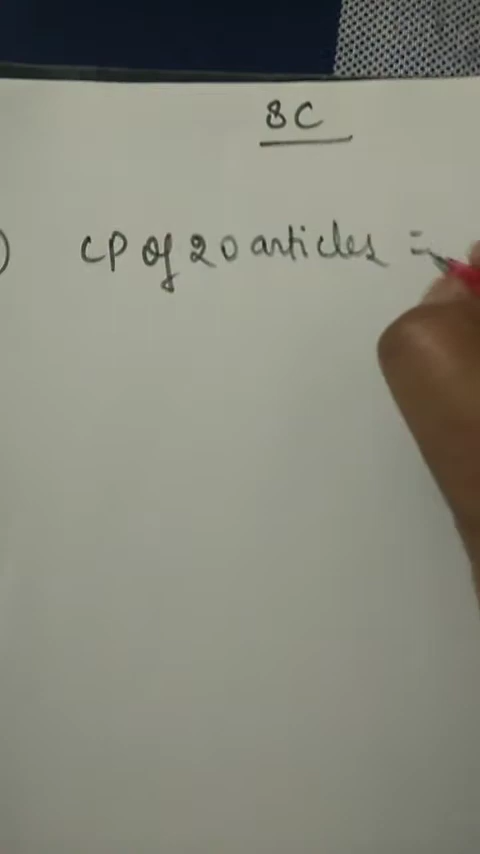 8C
) CP of 20 articles =